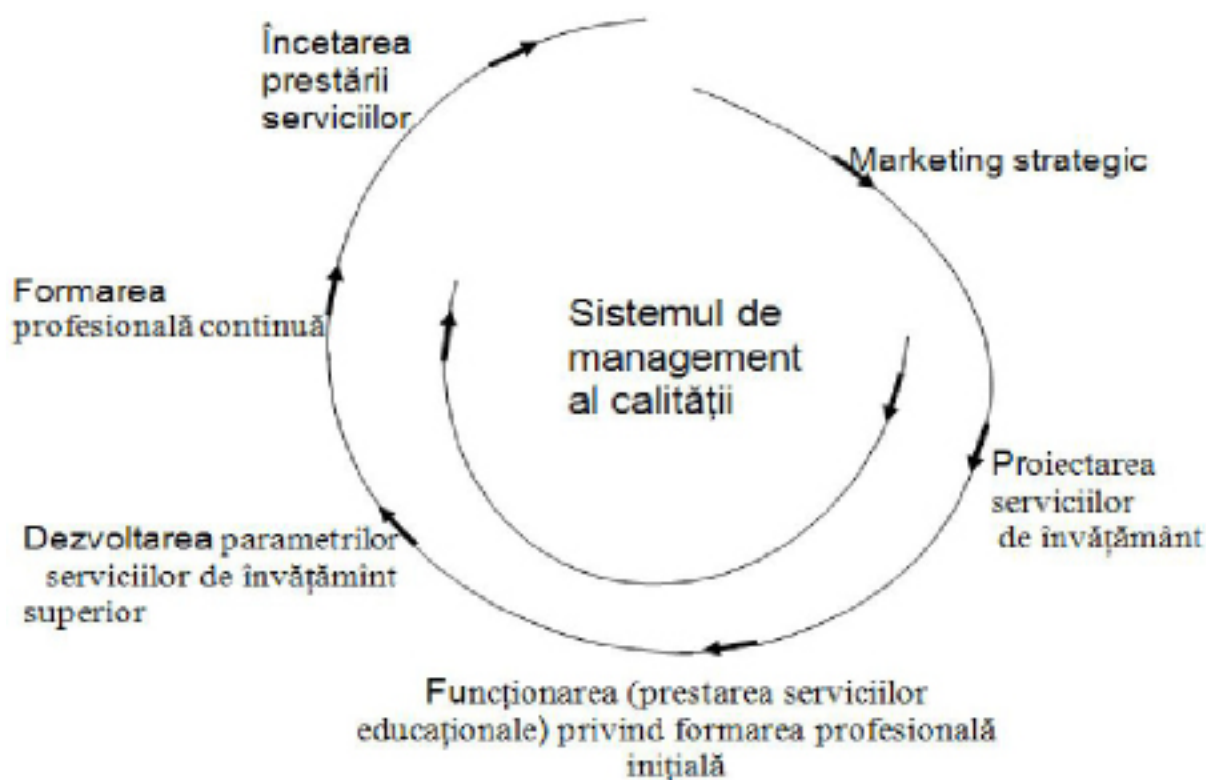 Încetarea
prestării
serviciilor
Marketing strategic
Formarea
profesională continuă
Sistemul de
management
al calității
Proiectarea
serviciilor
de învățământ
Dezvoltarea parametrilor
serviciilor de învățămînt
superior
Funcționarea (prestarea serviciilor
educaționale) privind formarea profesională
inițială